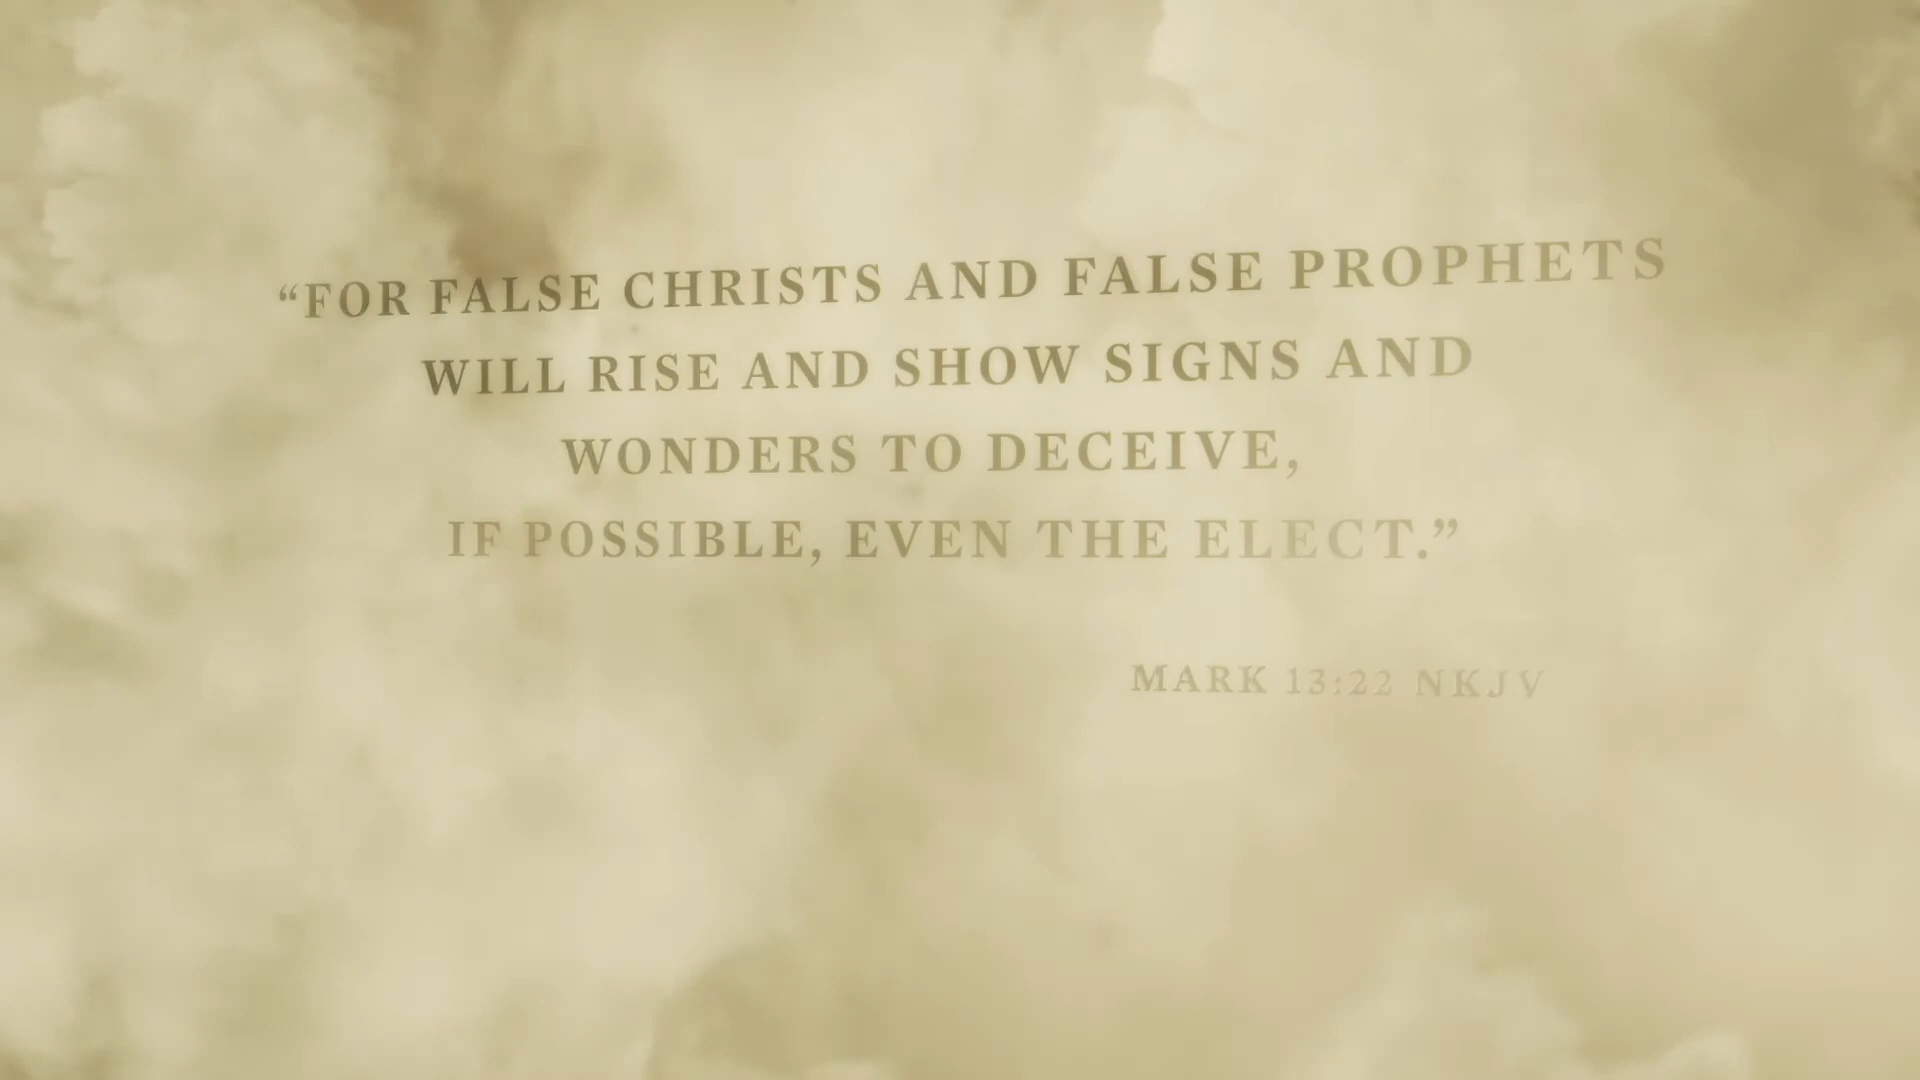 “FOR FALSE CHRISTS AND FALSE PROPHETS
WILL RISE AND SHOW SIGNS AND
WONDERS TO DECEIVE,
IF POSSIBLE, EVEN THE ELECT.”
MARK 13:22 NKJV